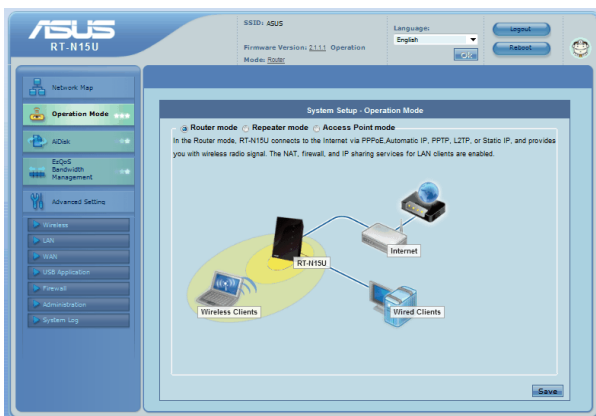 ASUS
RT-N15U
SSID: ASUS
Firmware Version: 2.1.1.1 Operation
Mode: Router
Language:
English
OK
Logout
Reboot
Network Map
Operation Mode
AiDisk
EzQoS
Bandwidth
Management
Advanced Setting
Wireless
LAN
WAN
USB Application
Firewall
Administration
System Log
System Setup - Operation Mode
Router mode Repeater mode Access Point mode
In the Router mode, RT-N15U connects to the Internet via PPPoE,Automatic IP, PPTP, L2TP, or Static IP, and provides
you with wireless radio signal. The NAT, firewall, and IP sharing services for LAN clients are enabled.
Internet
RT-N15U
Wireless Clients
Wired Clients
Save